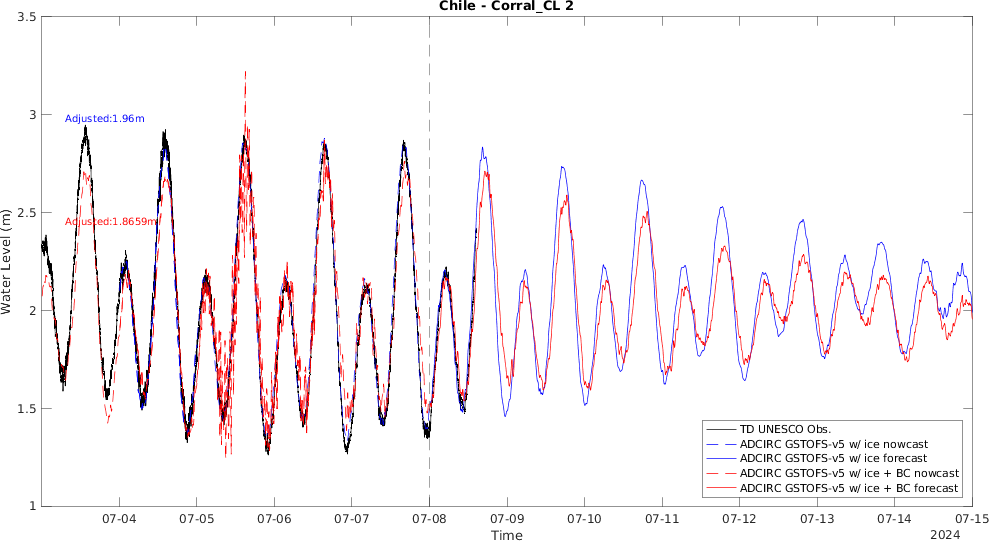 Chile - Corral_CL 2
3.5
3
2.5
2
1.5
1
Water Level (m)
Adjusted:1.96m
Adjusted:1.8659m
TD UNESCO Obs.
ADCIRC GSTOFS-v5 w/ ice nowcast
ADCIRC GSTOFS-v5 w/ ice forecast
ADCIRC GSTOFS-v5 w/ ice + BC nowcast
ADCIRC GSTOFS-v5 w/ ice + BC forecast
07-04 07-05 07-06 07-07 07-08 07-09 07-10 07-11 07-12 07-13 07-14 07-15
Time
2024